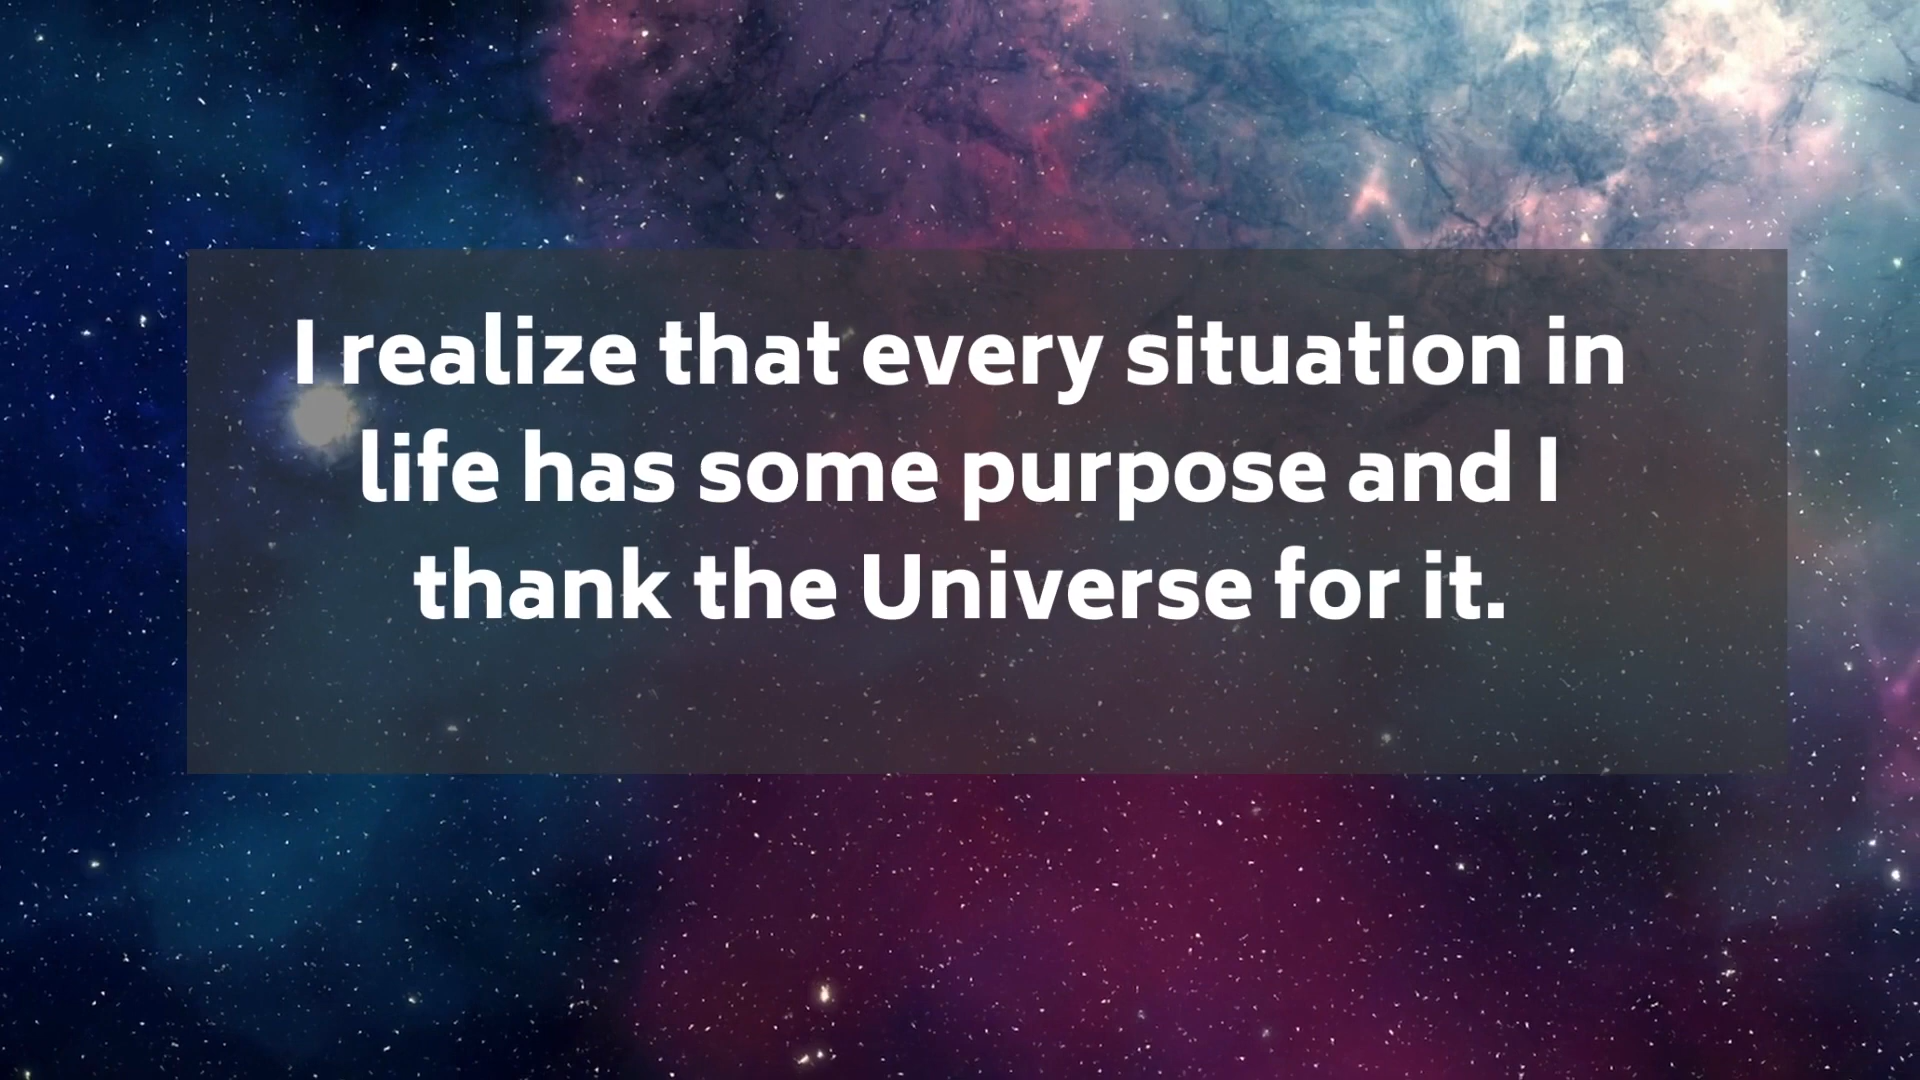 I realize that every situation in
life has some purpose and I
thank the Universe for it.